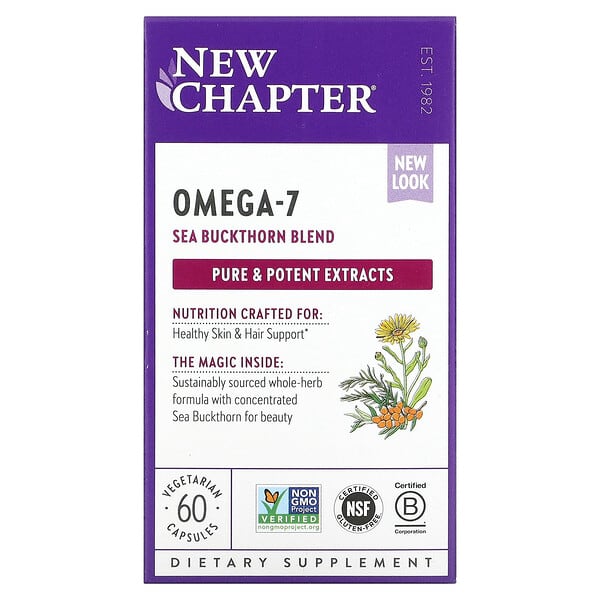 NEW
CHAPTER®
EST. 1982
NEW
LOOK
OMEGA-7
SEA BUCKTHORN BLEND
PURE & POTENT EXTRACTS
NUTRITION CRAFTED FOR:
Healthy Skin & Hair Support*
THE MAGIC INSIDE:
Sustainably sourced whole-herb
formula with concentrated
Sea Buckthorn for beauty
VEGETARIAN
60
CAPSULES
NON
GMO
Project
VERIFIED
nongmoproject.org
CERTIFIED
NSF
GLUTEN-FREE
Certified
B
Corporation
DIETARY SUPPLEMENT